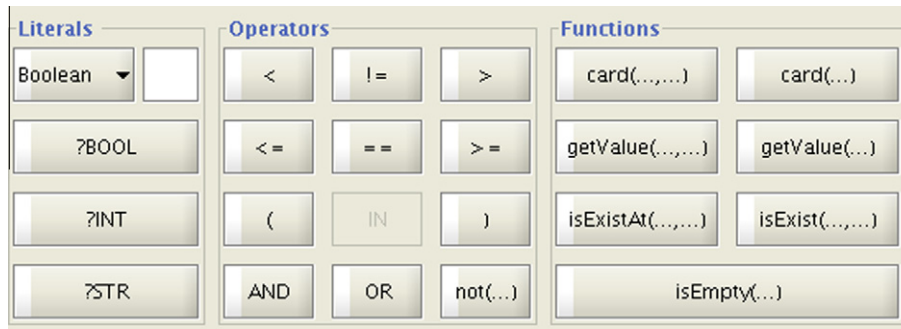 Literals Operators Functions
Boolean < != > card(...,...) card(...)
?BOOL <= == >= getValue(...,...) getValue(...)
?INT ( IN ) isExistAt(...,...) isExist(...,...)
?STR AND OR not(...) isEmpty(...)